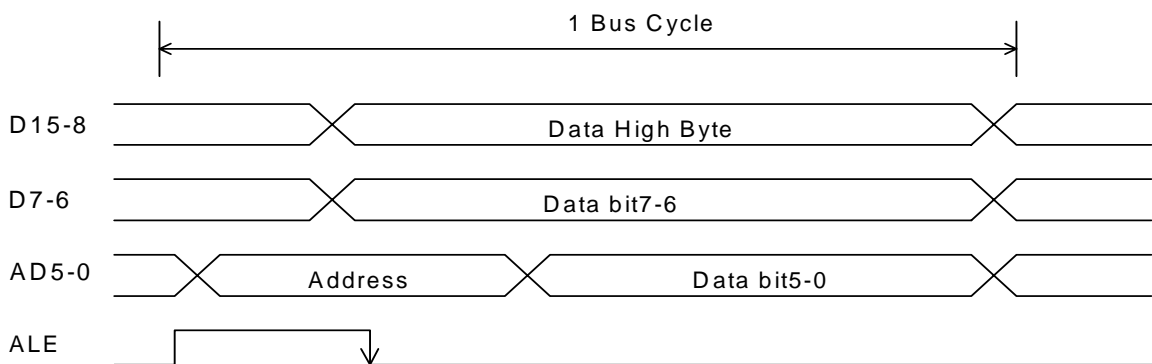 1 Bus Cycle
D15-8
Data High Byte
D7-6
Data bit7-6
AD5-0
Address
Data bit5-0
ALE